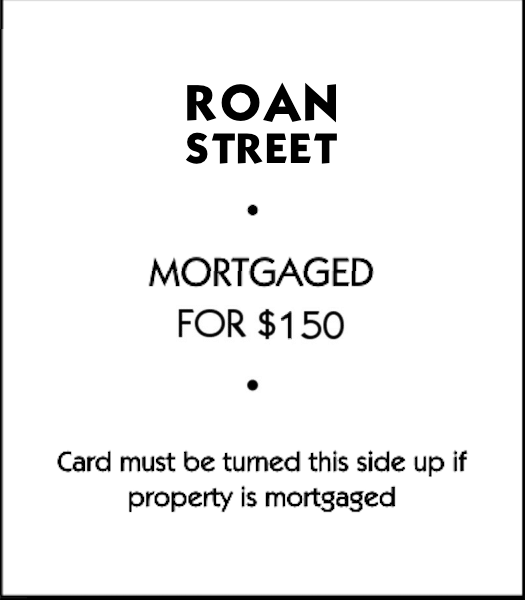 ROAN
STREET
•
MORTGAGED
FOR $150
•
Card must be turned this side up if
property is mortgaged